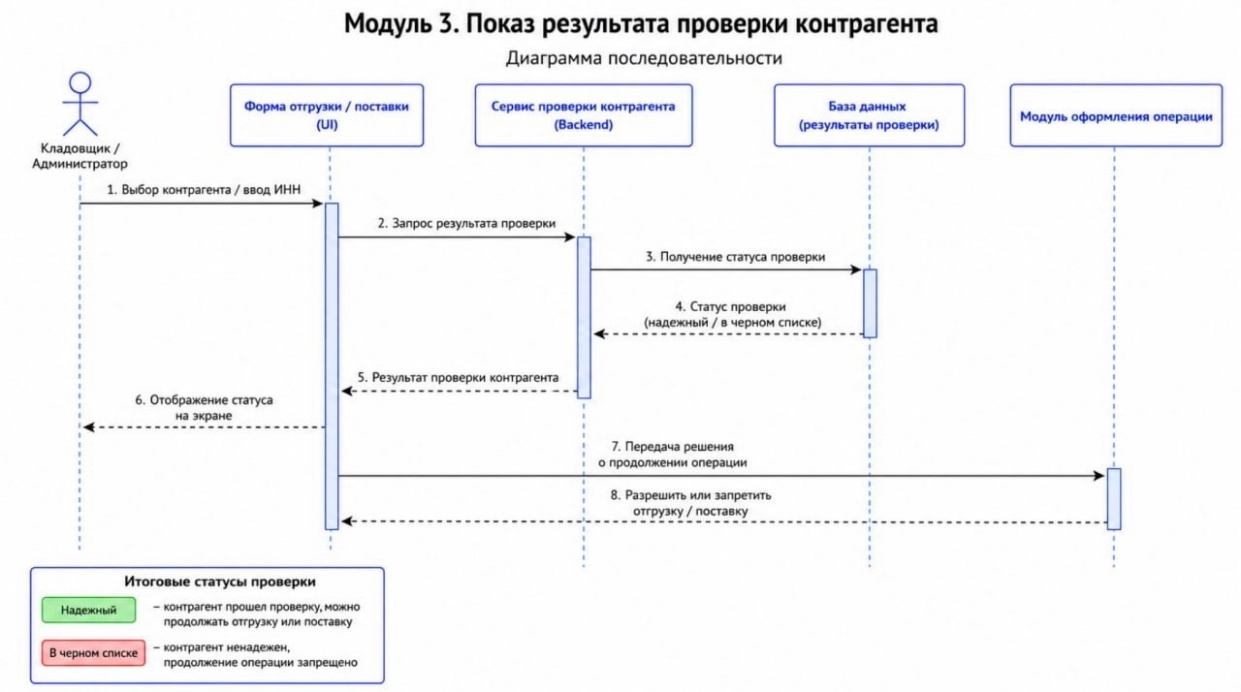 Модуль 3. Показ результата проверки контрагента
Диаграмма последовательности
Кладовщик /
Администратор
Форма отгрузки / поставки
(UI)
Сервис проверки контрагента
(Backend)
База данных
(результаты проверки)
Модуль оформления операции
1. Выбор контрагента / ввод ИНН
2. Запрос результата проверки
3. Получение статуса проверки
4. Статус проверки
(надежный / в черном списке)
5. Результат проверки контрагента
6. Отображение статуса
на экране
7. Передача решения
о продолжении операции
8. Разрешить или запретить
отгрузку / поставку
Итоговые статусы проверки
Надежный
– контрагент прошел проверку, можно
продолжать отгрузку или поставку
В черном списке
– контрагент ненадежен,
продолжение операции запрещено